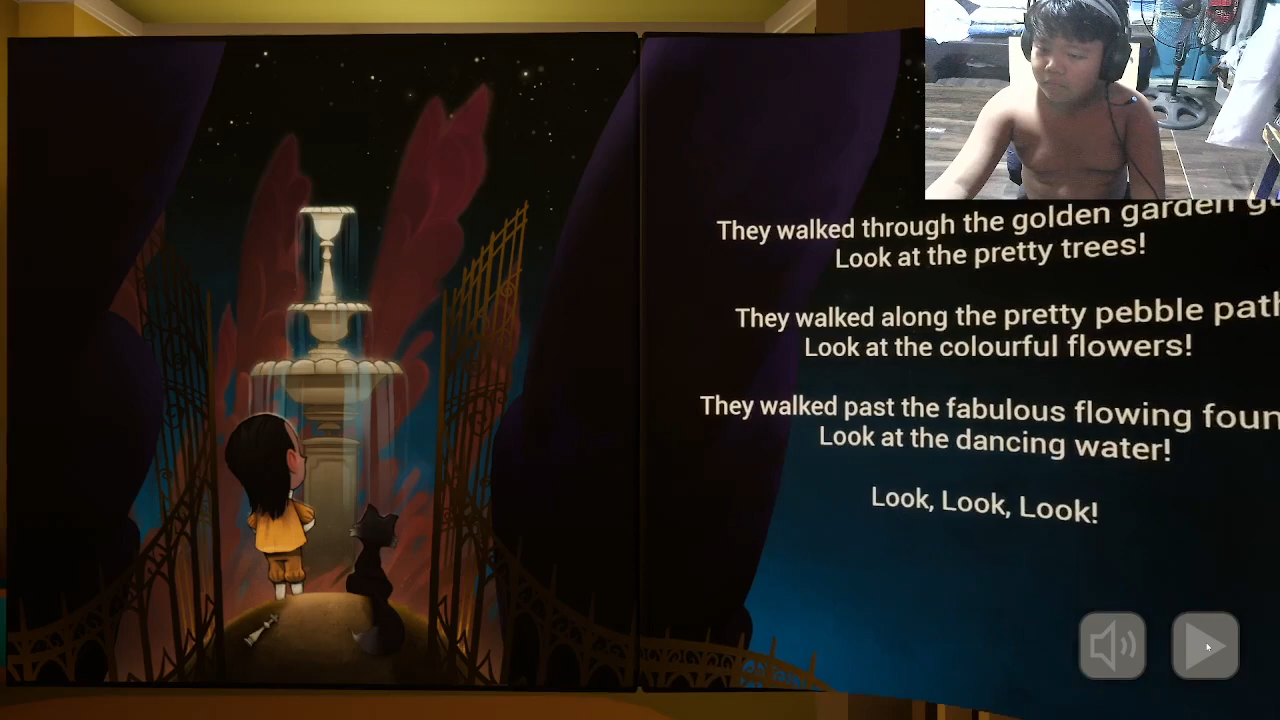 They walked through the golden garden
Look at the pretty trees!
They walked along the pretty pebble
Look at the colourful flowers!
They walked past the fabulous flowing
Look at the dancing water!
Look, Look, Look!